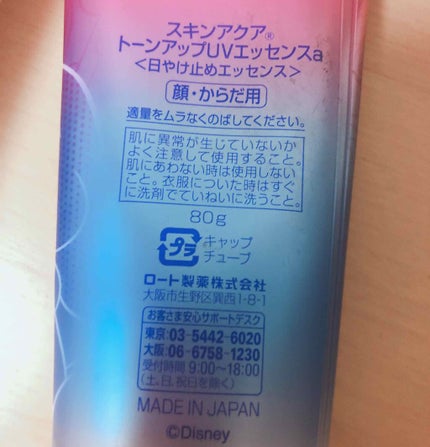 スキンアクア®
トーンアップUVエッセンスa
<日やけ止めエッセンス>
顔・からだ用
適量をムラなくのばしてください。
肌に異常が生じていないか
よく注意して使用すること。
肌にあわない時は使用しない
こと。衣服についた時はすぐ
に洗剤でていねいに洗うこと。
80g
プラ
キャップ
チューブ
ロート製薬株式会社
大阪市生野区巽西1-8-1
お客さま安心サポートデスク
東京:03-5442-6020
大阪:06-6758-1230
受付時間 9:00~18:00
(土、日、祝日を除く)
MADE IN JAPAN
©Disney